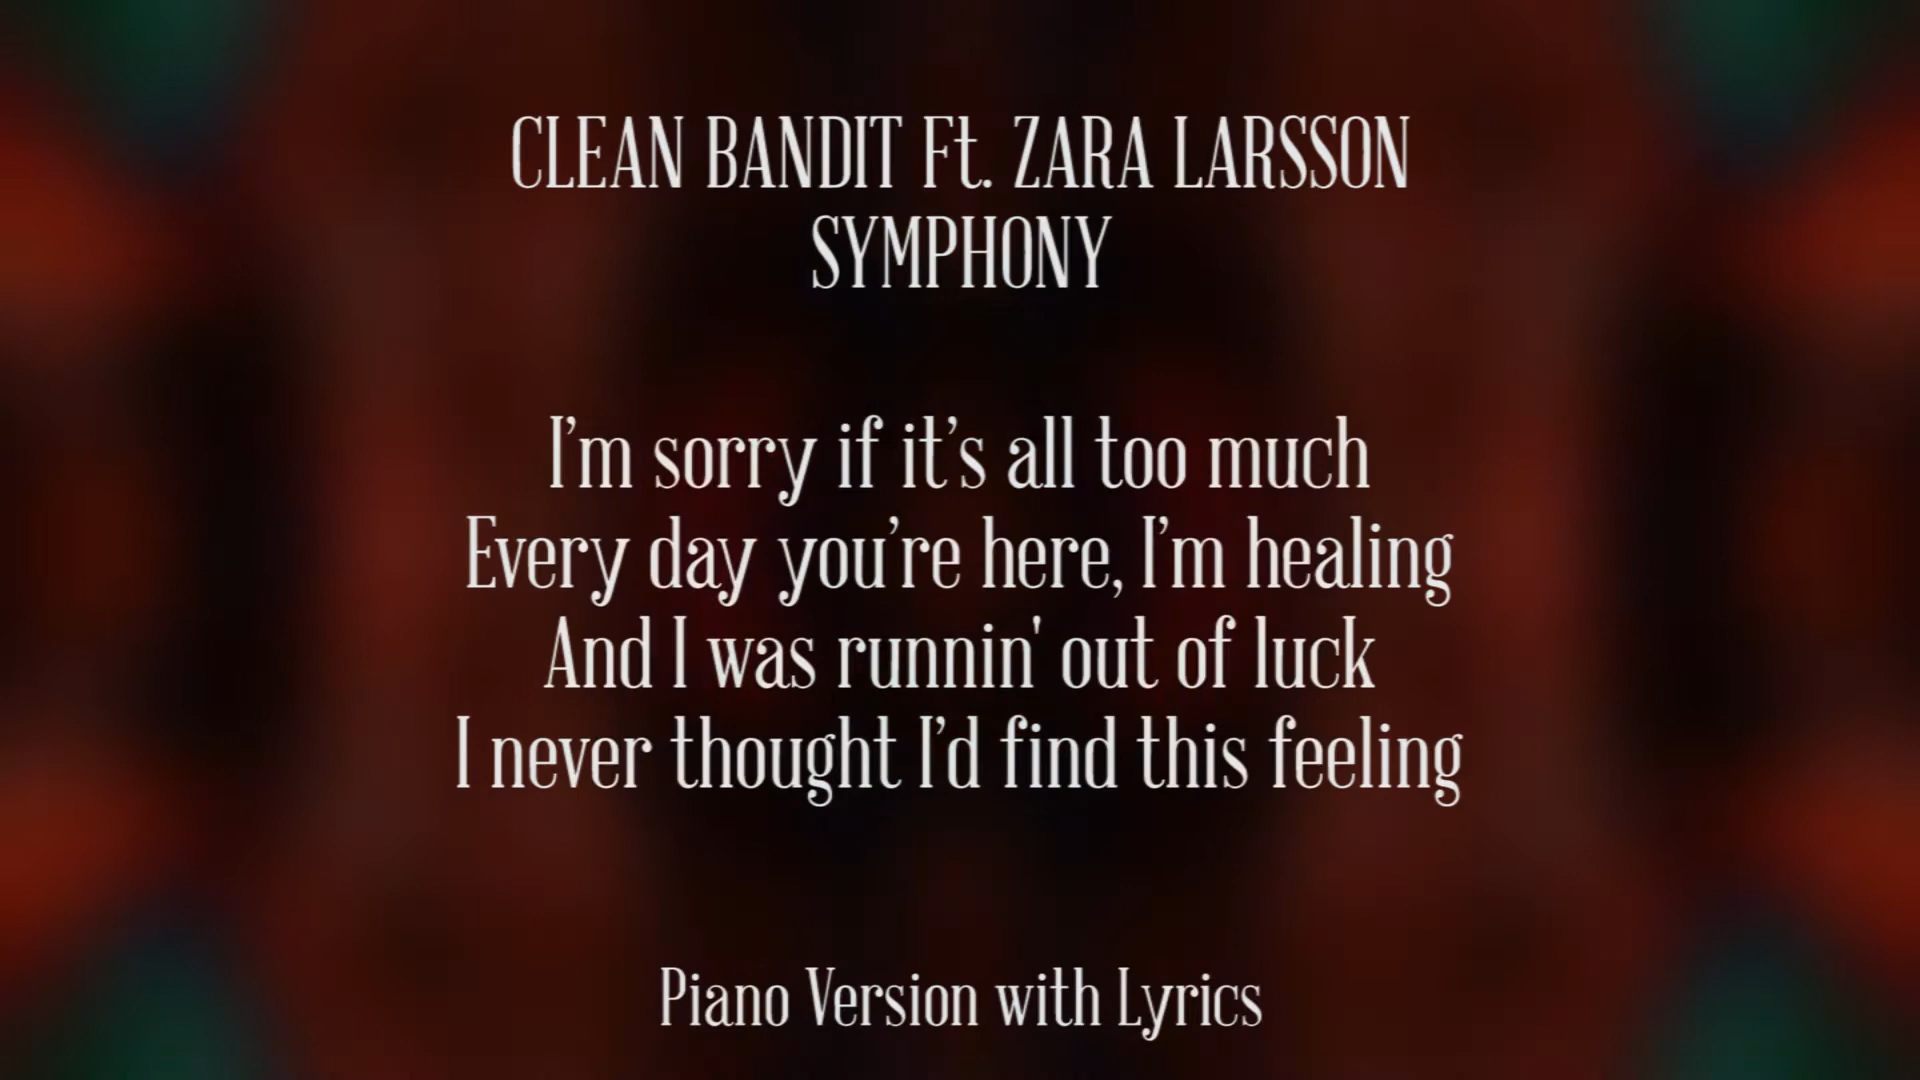 CLEAN BANDIT Ft. ZARA LARSSON
SYMPHONY
I’m sorry if it’s all too much
Every day you’re here, I’m healing
And I was runnin' out of luck
I never thought I’d find this feeling
Piano Version with Lyrics